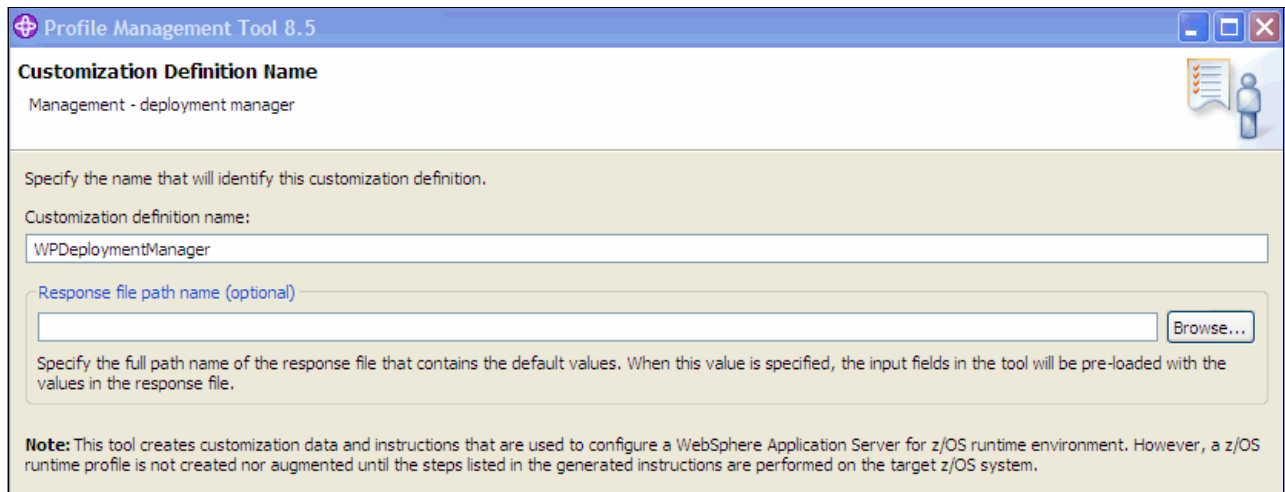 Profile Management Tool 8.5
Customization Definition Name
Management - deployment manager
Specify the name that will identify this customization definition.
Customization definition name:
WPDeploymentManager
Response file path name (optional)
Browse...
Specify the full path name of the response file that contains the default values. When this value is specified, the input fields in the tool will be pre-loaded with the
values in the response file.
Note: This tool creates customization data and instructions that are used to configure a WebSphere Application Server for z/OS runtime environment. However, a z/OS
runtime profile is not created nor augmented until the steps listed in the generated instructions are performed on the target z/OS system.